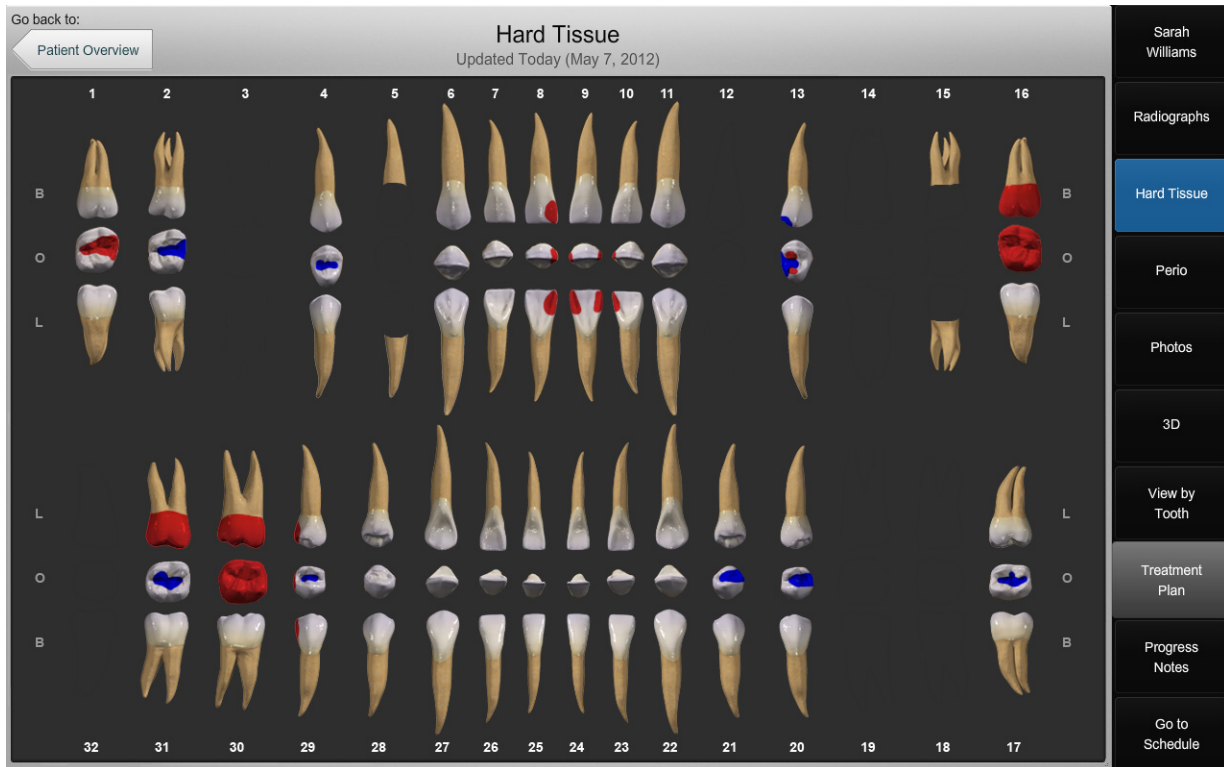 Go back to:
Patient Overview
Hard Tissue
Updated Today (May 7, 2012)
1 2 3 4 5 6 7 8 9 10 11 12 13 14 15 16
B B
O O
L L
L L
O O
B B
32 31 30 29 28 27 26 25 24 23 22 21 20 19 18 17
Sarah
Williams
Radiographs
Hard Tissue
Perio
Photos
3D
View by
Tooth
Treatment
Plan
Progress
Notes
Go to
Schedule